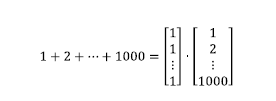 1 + 2 + ⋯ + 1000 = [1 1 ⋮ 1] · [1 2 ⋮ 1000]